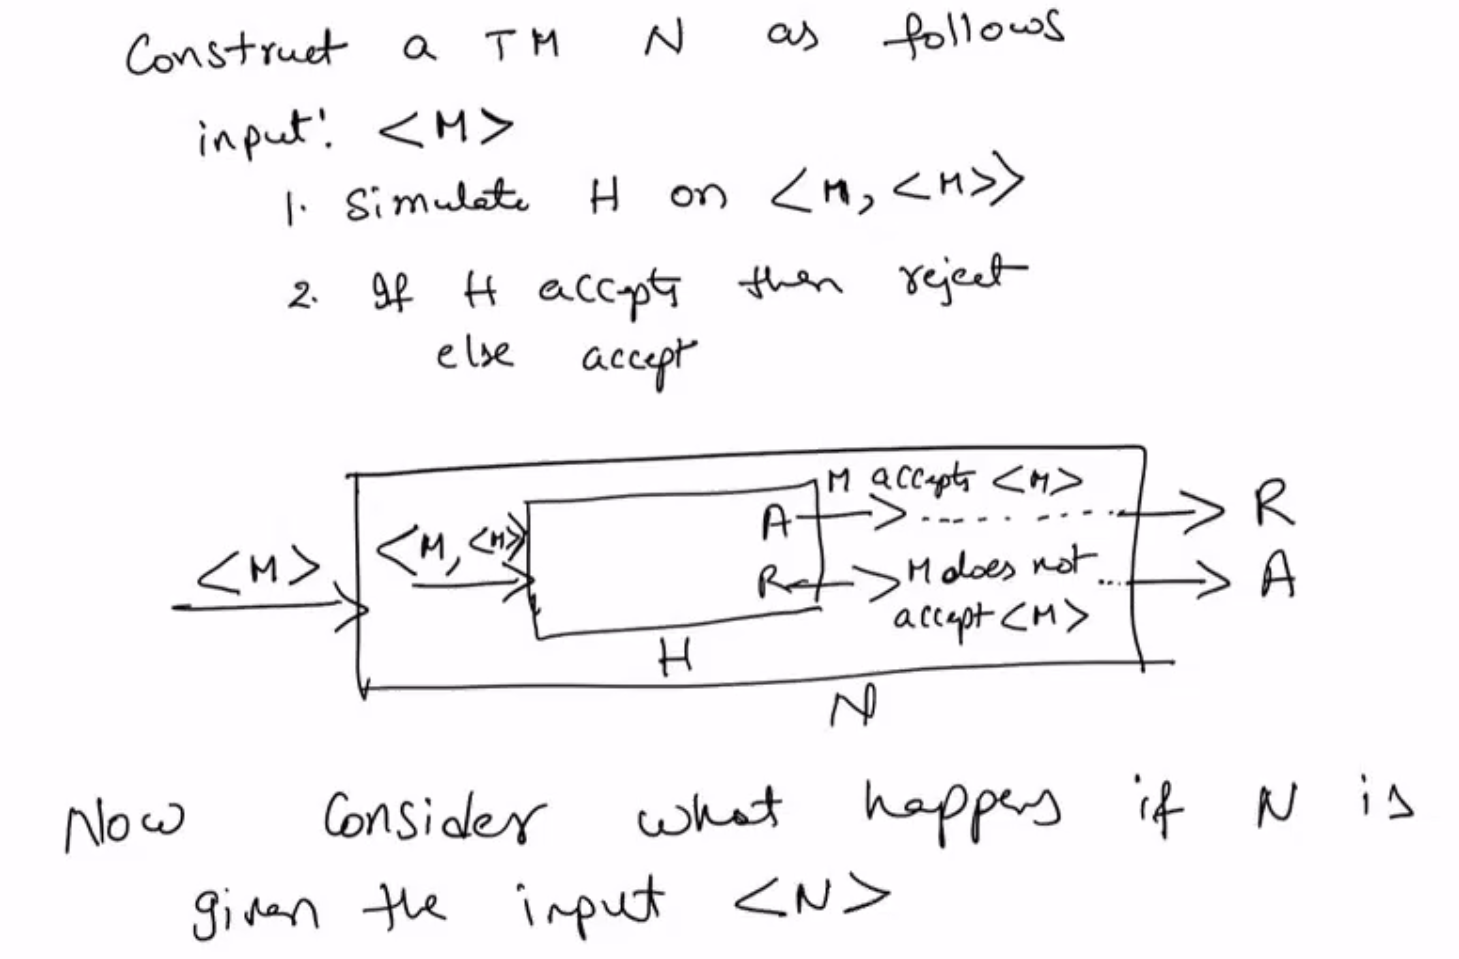 Construct a TM N as follows
input: <M>
1. Simulate H on <M, <M>>
2. If H accepts then reject
else accept
M accepts <M>
A
R
<M, <M>>
<M>
R
M does not
A
accept <M>
H
N
Now Consider what happens if N is
given the input <N>